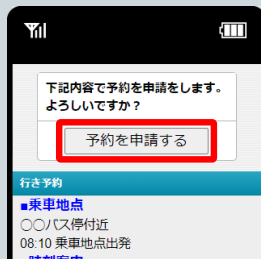 下記内容で予約を申請をします。
よろしいですか？
予約を申請する
行き予約
■乗車地点
○○バス停付近
08:10 乗車地点出発